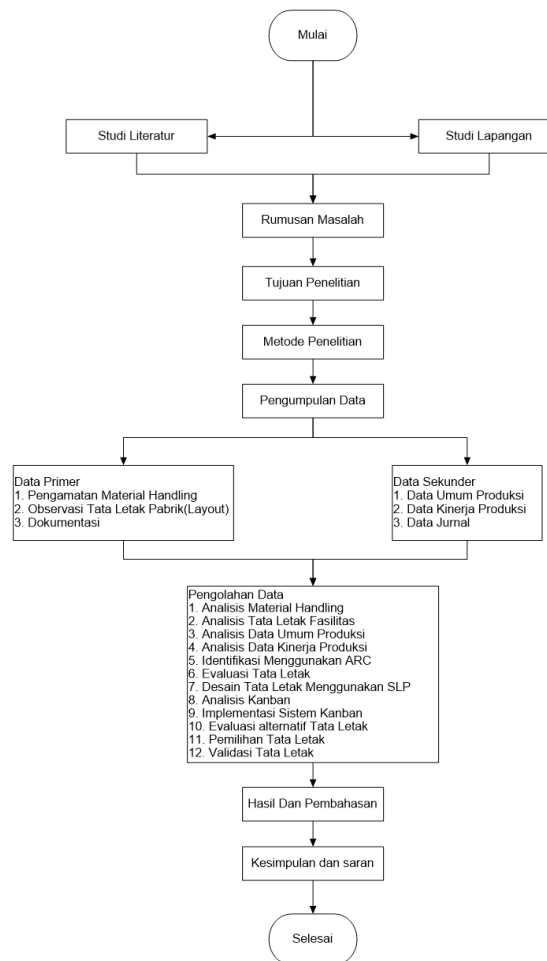 Mulai
Studi Literatur
Studi Lapangan
Rumusan Masalah
Tujuan Penelitian
Metode Penelitian
Pengumpulan Data
Data Primer
1. Pengamatan Material Handling
2. Observasi Tata Letak Pabrik(Layout)
3. Dokumentasi
Data Sekunder
1. Data Umum Produksi
2. Data Kinerja Produksi
3. Data Jurnal
Pengolahan Data
1. Analisis Material Handling
2. Analisis Tata Letak Fasilitas
3. Analisis Data Umum Produksi
4. Analisis Data Kinerja Produksi
5. Identifikasi Menggunakan ARC
6. Evaluasi Tata Letak
7. Desain Tata Letak Menggunakan SLP
8. Analisis Kanban
9. Implementasi Sistem Kanban
10. Evaluasi alternatif Tata Letak
11. Pemilihan Tata Letak
12. Validasi Tata Letak
Hasil Dan Pembahasan
Kesimpulan dan saran
Selesai